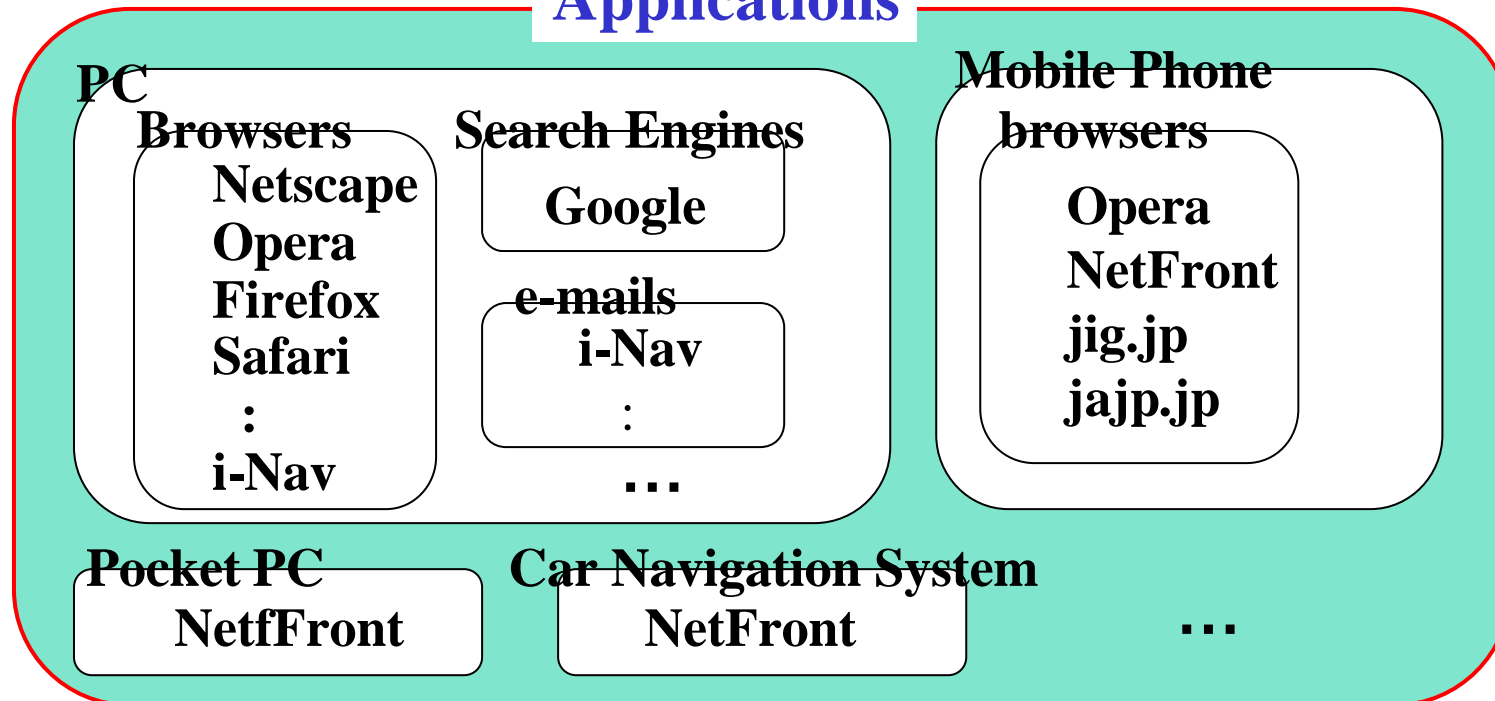 Applications
PC
Browsers
Netscape
Opera
Firefox
Safari
:
i-Nav
Search Engines
Google
e-mails
i-Nav
:
...
Mobile Phone
browsers
Opera
NetFront
jig.jp
jajp.jp
Pocket PC
NetfFront
Car Navigation System
NetFront
...